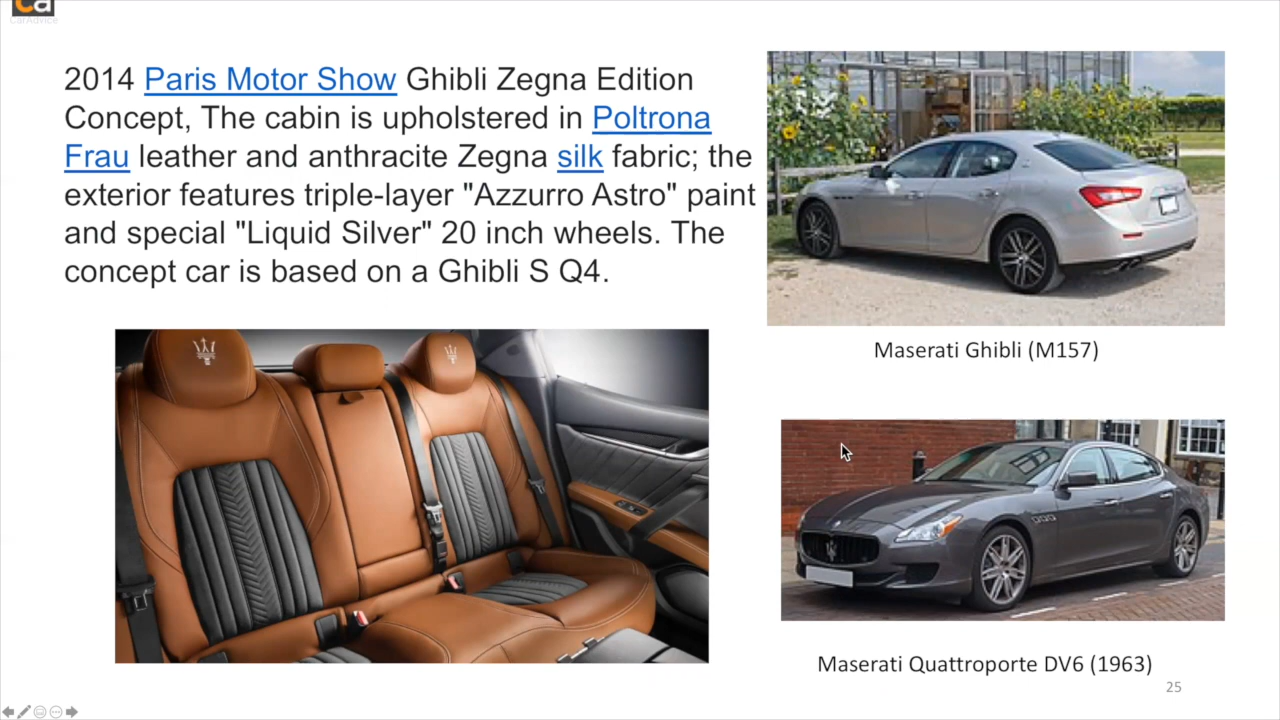 ca
CarAdvice
2014 Paris Motor Show Ghibli Zegna Edition
Concept, The cabin is upholstered in Poltrona
Frau leather and anthracite Zegna silk fabric; the
exterior features triple-layer "Azzurro Astro" paint
and special "Liquid Silver" 20 inch wheels. The
concept car is based on a Ghibli S Q4.
Maserati Ghibli (M157)
Maserati Quattroporte DV6 (1963)
25